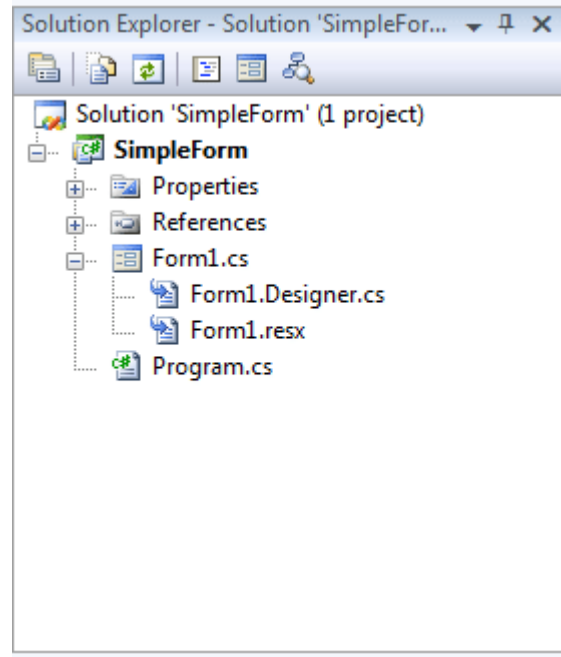 Solution Explorer - Solution 'SimpleFor...
Solution 'SimpleForm' (1 project)
SimpleForm
Properties
References
Form1.cs
Form1.Designer.cs
Form1.resx
Program.cs